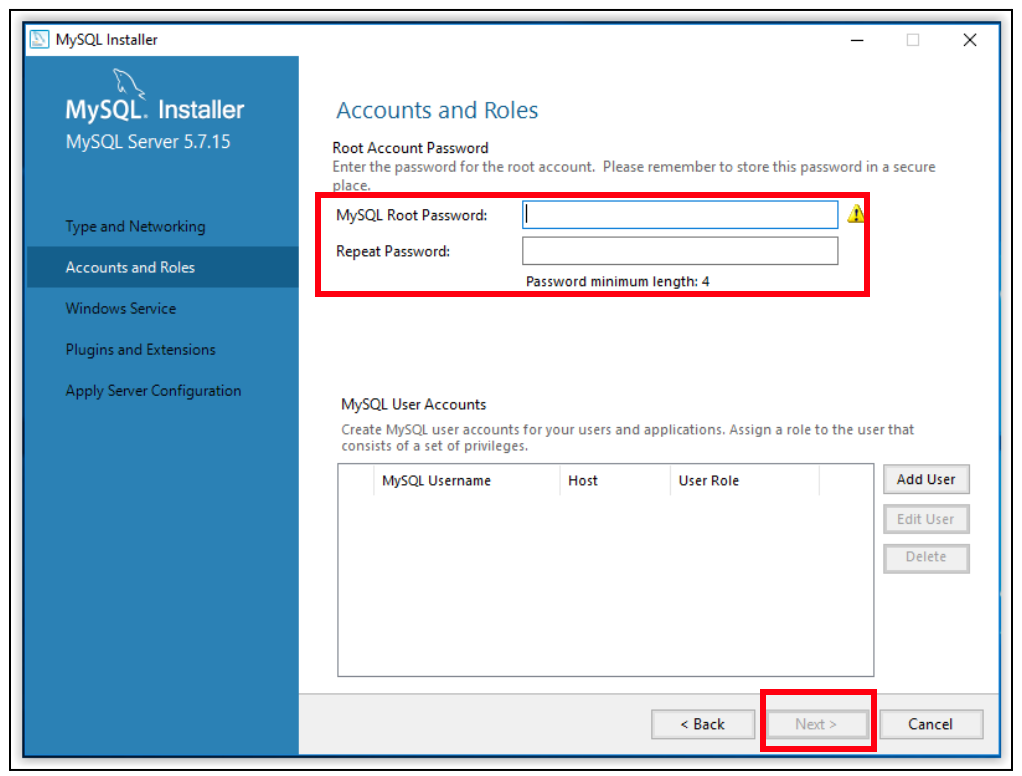 MySQL Installer
MySQL. Installer
MySQL Server 5.7.15
Type and Networking
Accounts and Roles
Windows Service
Plugins and Extensions
Apply Server Configuration
Accounts and Roles
Root Account Password
Enter the password for the root account.  Please remember to store this password in a secure
place.
MySQL Root Password:
Repeat Password:
Password minimum length: 4
MySQL User Accounts
Create MySQL user accounts for your users and applications. Assign a role to the user that
consists of a set of privileges.
MySQL Username Host User Role
Add User
Edit User
Delete
< Back Next > Cancel